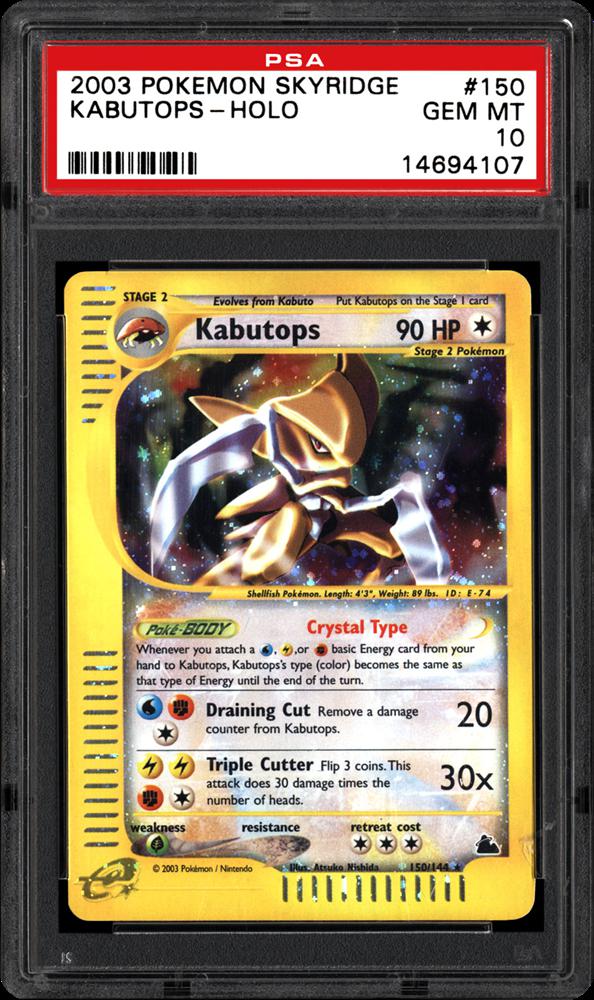 PSA
2003 POKEMON SKYRIDGE #150
KABUTOPS - HOLO GEM MT
10
14694107
STAGE 2 Evolves from Kabuto Put Kabutops on the Stage 1 card
Kabutops 90 HP
Stage 2 Pokémon
Shellfish Pokémon. Length: 4'3", Weight: 89 lbs. ID: E-74
Poké-BODY Crystal Type
Whenever you attach a , , or basic Energy card from your
hand to Kabutops, Kabutops's type (color) becomes the same as
that type of Energy until the end of the turn.
Draining Cut Remove a damage 20
counter from Kabutops.
Triple Cutter Flip 3 coins. This 30x
attack does 30 damage times the
number of heads.
weakness resistance retreat cost
© 2003 Pokémon / Nintendo Illus. Atsuko Nishida 150/144 ★
e